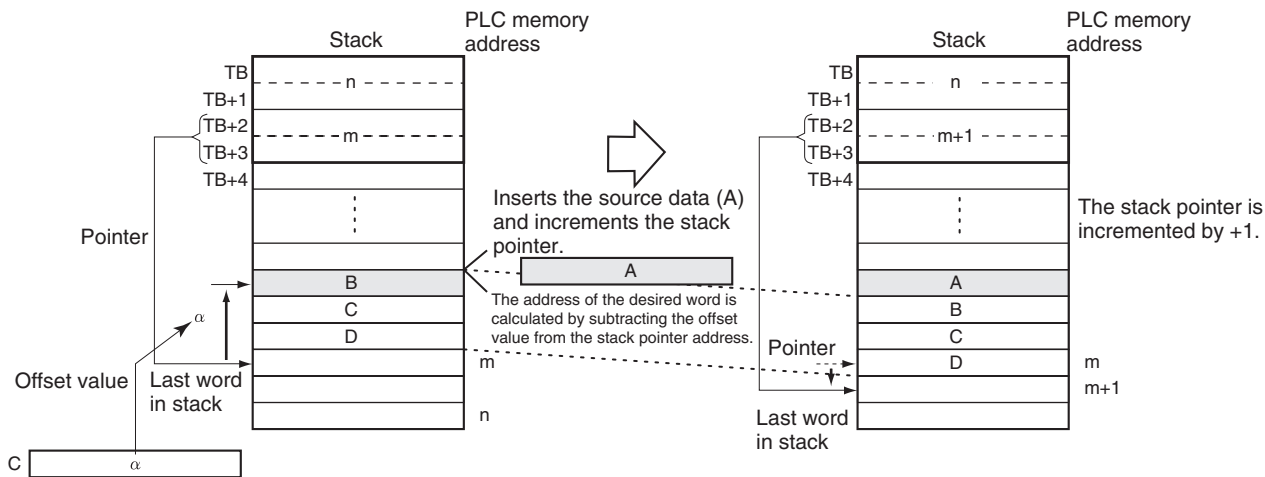 Stack
PLC memory
address
TB
n
TB+1
TB+2
m
TB+3
TB+4
Pointer
B
C
D
α
m
Offset value
Last word
in stack
n
C
α
Inserts the source data (A)
and increments the stack
pointer.
A
The address of the desired word is
calculated by subtracting the offset
value from the stack pointer address.
Stack
PLC memory
address
TB
n
TB+1
TB+2
m+1
TB+3
TB+4
The stack pointer is
incremented by +1.
A
B
C
Pointer
D
m
m+1
Last word
in stack